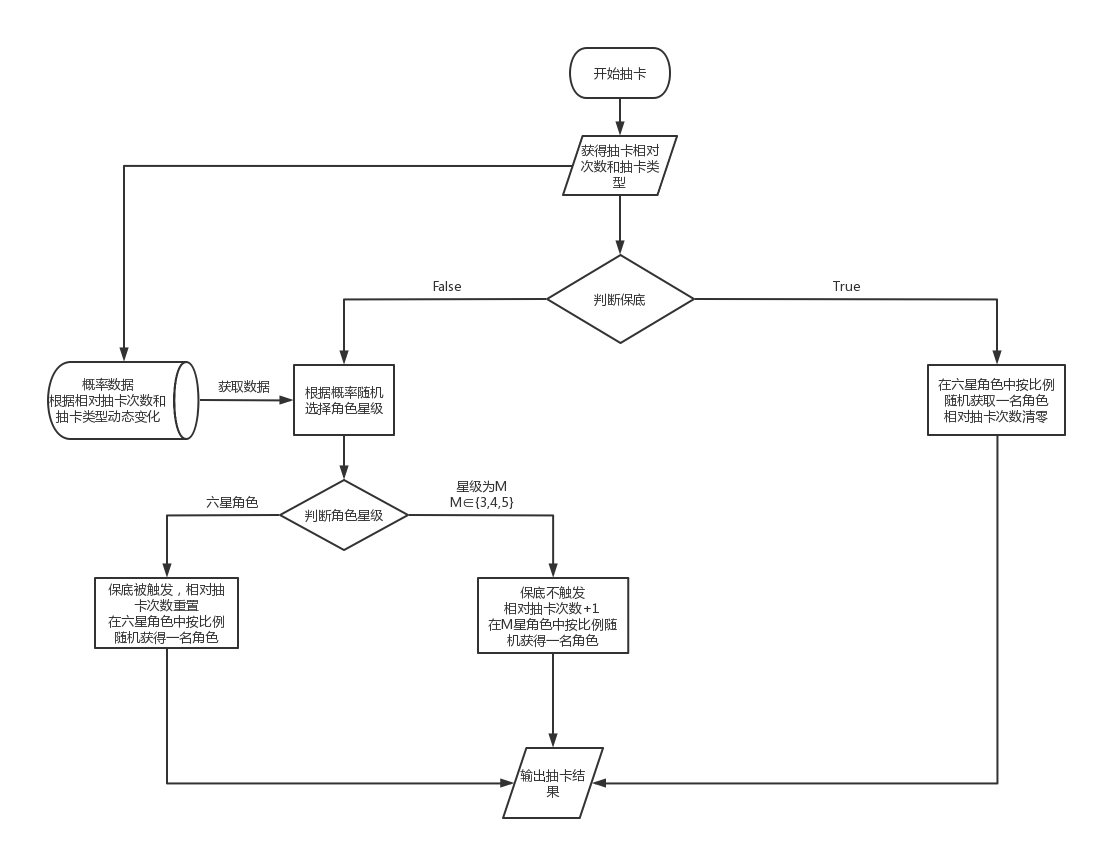 开始抽卡
获得抽卡相对
次数和抽卡类
型
False
True
判断保底
概率数据
根据相对抽卡次数和
抽卡类型动态变化
获取数据
根据概率随机
选择角色星级
在六星角色中按比例
随机获取一名角色
相对抽卡次数清零
六星角色
判断角色星级
星级为M
M∈{3,4,5}
保底被触发，相对抽
卡次数重置
在六星角色中按比例
随机获得一名角色
保底不触发
相对抽卡次数+1
在M星角色中按比例随
机获得一名角色
输出抽卡结
果